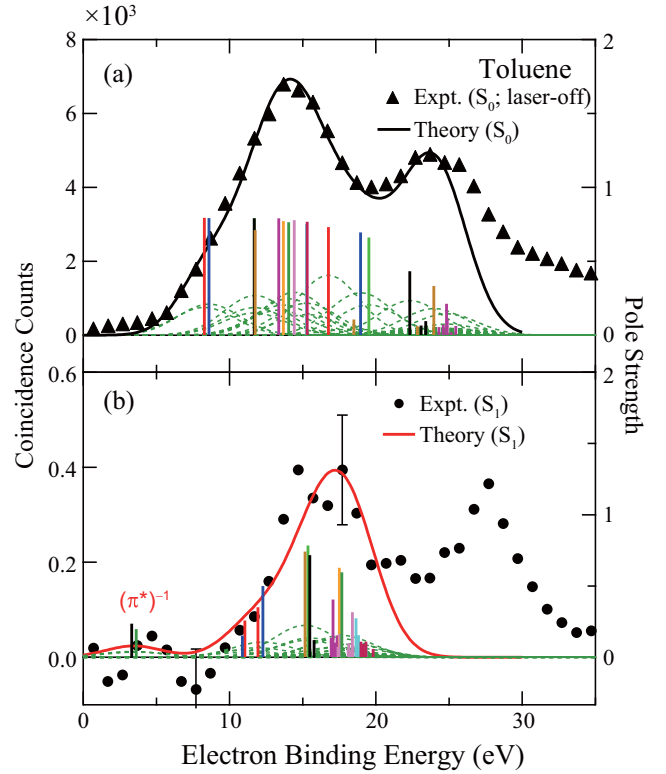 ×10³
8
6
4
2
0
2
1
0
(a)
Toluene
Expt. (S₀; laser-off)
Theory (S₀)
0.6
0.4
0.2
0.0
2
1
0
(b)
Expt. (S₁)
Theory (S₁)
(π*)⁻¹
Coincidence Counts
Pole Strength
0
10
20
30
Electron Binding Energy (eV)